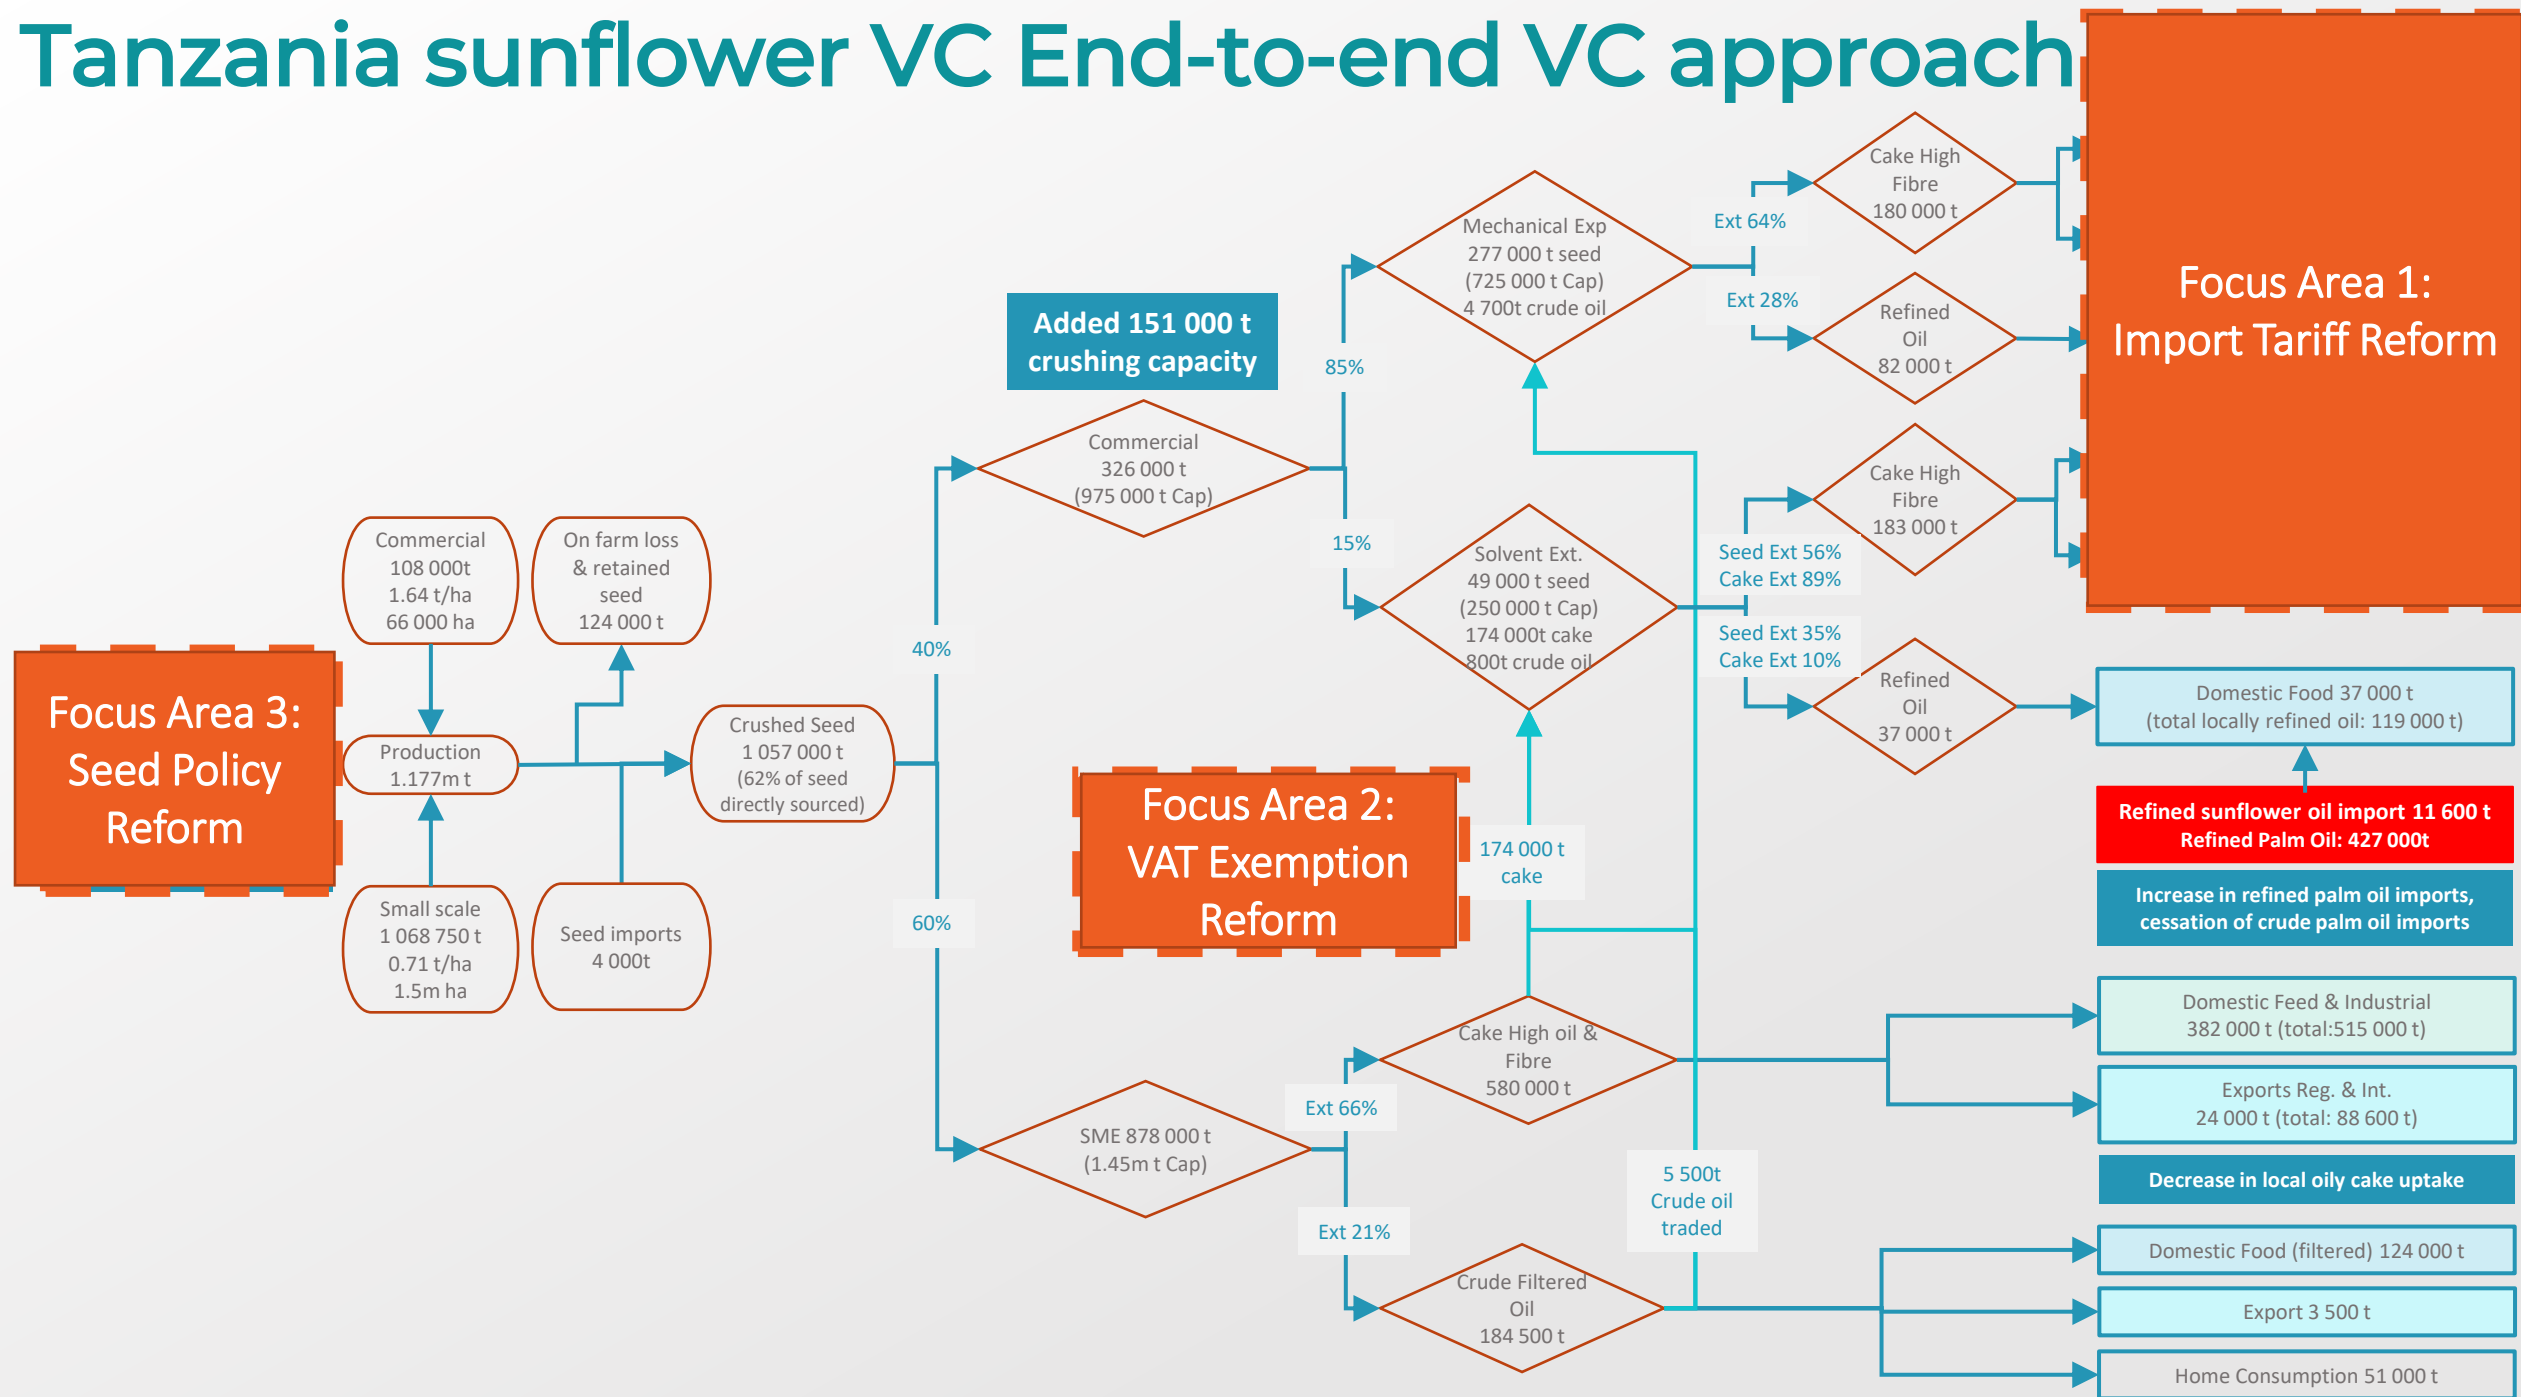 Tanzania sunflower VC End-to-end VC approach
Focus Area 1:
Import Tariff Reform
Cake High
Fibre
180 000 t
Ext 64%
Mechanical Exp
277 000 t seed
(725 000 t Cap)
4 700t crude oil
Ext 28%
Refined
Oil
82 000 t
Added 151 000 t
crushing capacity
85%
Commercial
326 000 t
(975 000 t Cap)
15%
Cake High
Fibre
183 000 t
Solvent Ext.
49 000 t seed
(250 000 t Cap)
174 000t cake
800t crude oil
Seed Ext 56%
Cake Ext 89%
Seed Ext 35%
Cake Ext 10%
Refined
Oil
37 000 t
Domestic Food 37 000 t
(total locally refined oil: 119 000 t)
Commercial
108 000t
1.64 t/ha
66 000 ha
On farm loss
& retained
seed
124 000 t
40%
Focus Area 3:
Seed Policy
Reform
Production
1.177m t
Crushed Seed
1 057 000 t
(62% of seed
directly sourced)
Focus Area 2:
VAT Exemption
Reform
174 000 t
cake
Refined sunflower oil import 11 600 t
Refined Palm Oil: 427 000t
Increase in refined palm oil imports,
cessation of crude palm oil imports
Small scale
1 068 750 t
0.71 t/ha
1.5m ha
Seed imports
4 000t
60%
Cake High oil &
Fibre
580 000 t
Domestic Feed & Industrial
382 000 t (total:515 000 t)
Exports Reg. & Int.
24 000 t (total: 88 600 t)
Ext 66%
SME 878 000 t
(1.45m t Cap)
Decrease in local oily cake uptake
5 500t
Crude oil
traded
Ext 21%
Crude Filtered
Oil
184 500 t
Domestic Food (filtered) 124 000 t
Export 3 500 t
Home Consumption 51 000 t